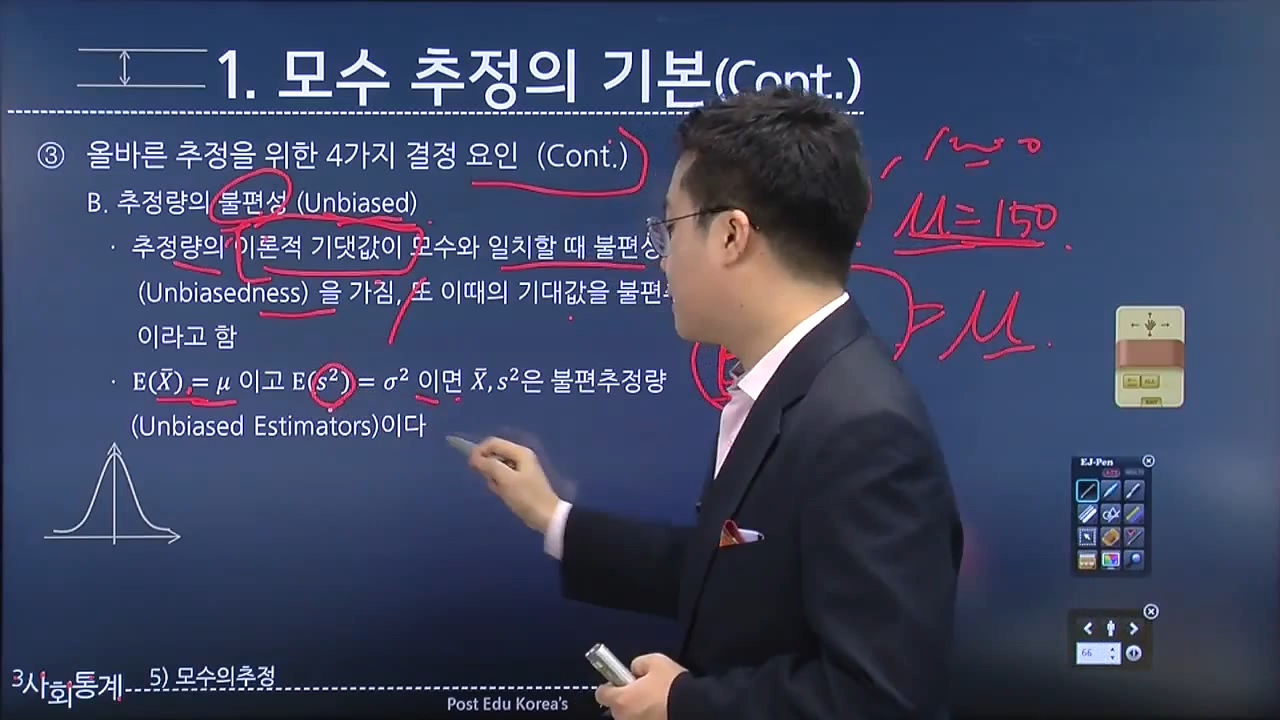 1. 모수 추정의 기본(Cont.)
③ 올바른 추정을 위한 4가지 결정 요인 (Cont.)
B. 추정량의 불편성 (Unbiased)
· 추정량의 이론적 기댓값이 모수와 일치할 때 불편성
(Unbiasedness) 을 가짐, 또 이때의 기대값을 불편추
이라고 함
· E(X̄) = μ 이고 E(s²) = σ² 이면 X̄, s²은 불편추정량
(Unbiased Estimators)이다
μ = 150
= μ
EJ-Pen
66
3사회통계
5) 모수의추정
Post Edu Korea's